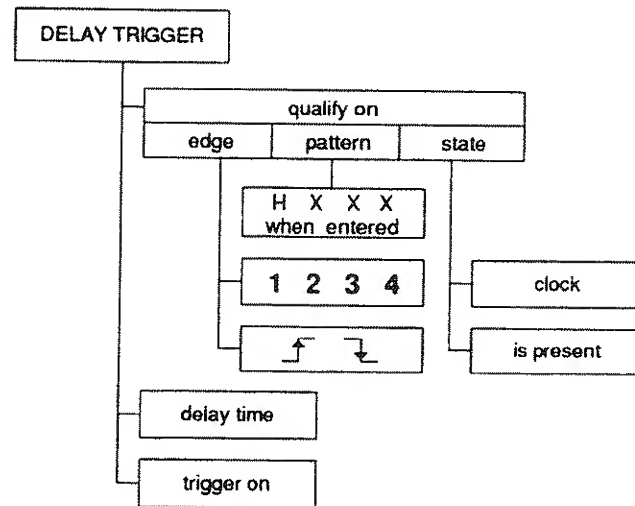 DELAY TRIGGER
qualify on
edge pattern state
H X X X
when entered
1 2 3 4
clock
is present
delay time
trigger on